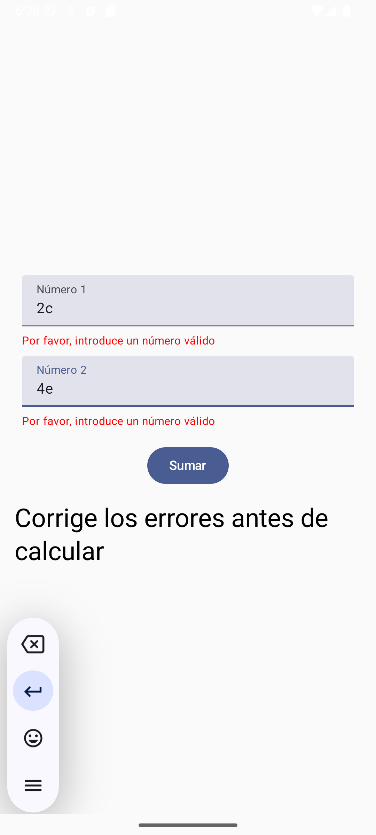 Número 1
2c
Por favor, introduce un número válido
Número 2
4e
Por favor, introduce un número válido
Sumar
Corrige los errores antes de
calcular